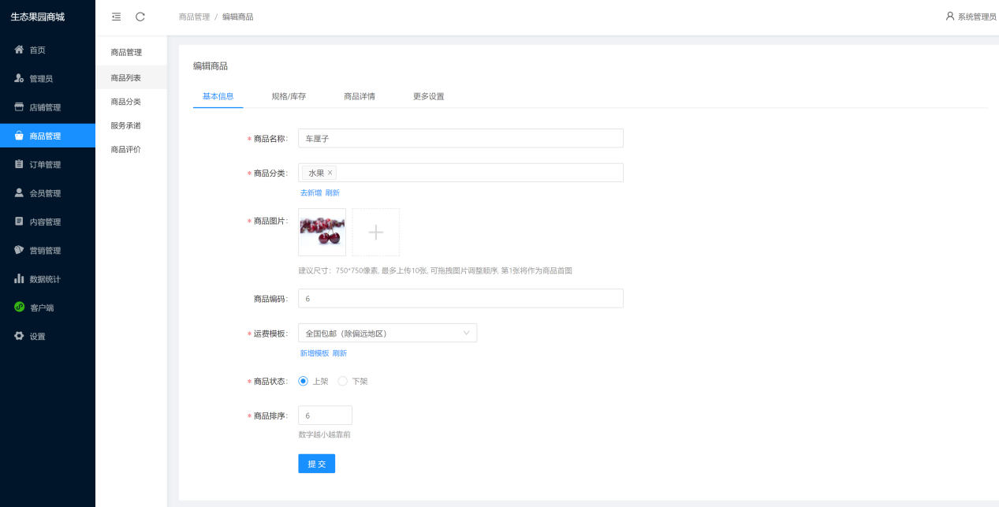 生态果园商城
商品管理 / 编辑商品
系统管理员
首页
管理员
店铺管理
商品管理
订单管理
会员管理
内容管理
营销管理
数据统计
客户端
设置
商品管理
商品列表
商品分类
服务承诺
商品评价
编辑商品
基本信息 规格/库存 商品详情 更多设置
* 商品名称: 车厘子
* 商品分类: 水果 ×
去新增 刷新
* 商品图片:
建议尺寸：750*750像素, 最多上传10张, 可拖拽图片调整顺序, 第1张将作为商品首图
商品编码: 6
* 运费模板: 全国包邮（除偏远地区）
新增模板 刷新
* 商品状态: 上架 下架
* 商品排序: 6
数字越小越靠前
提 交